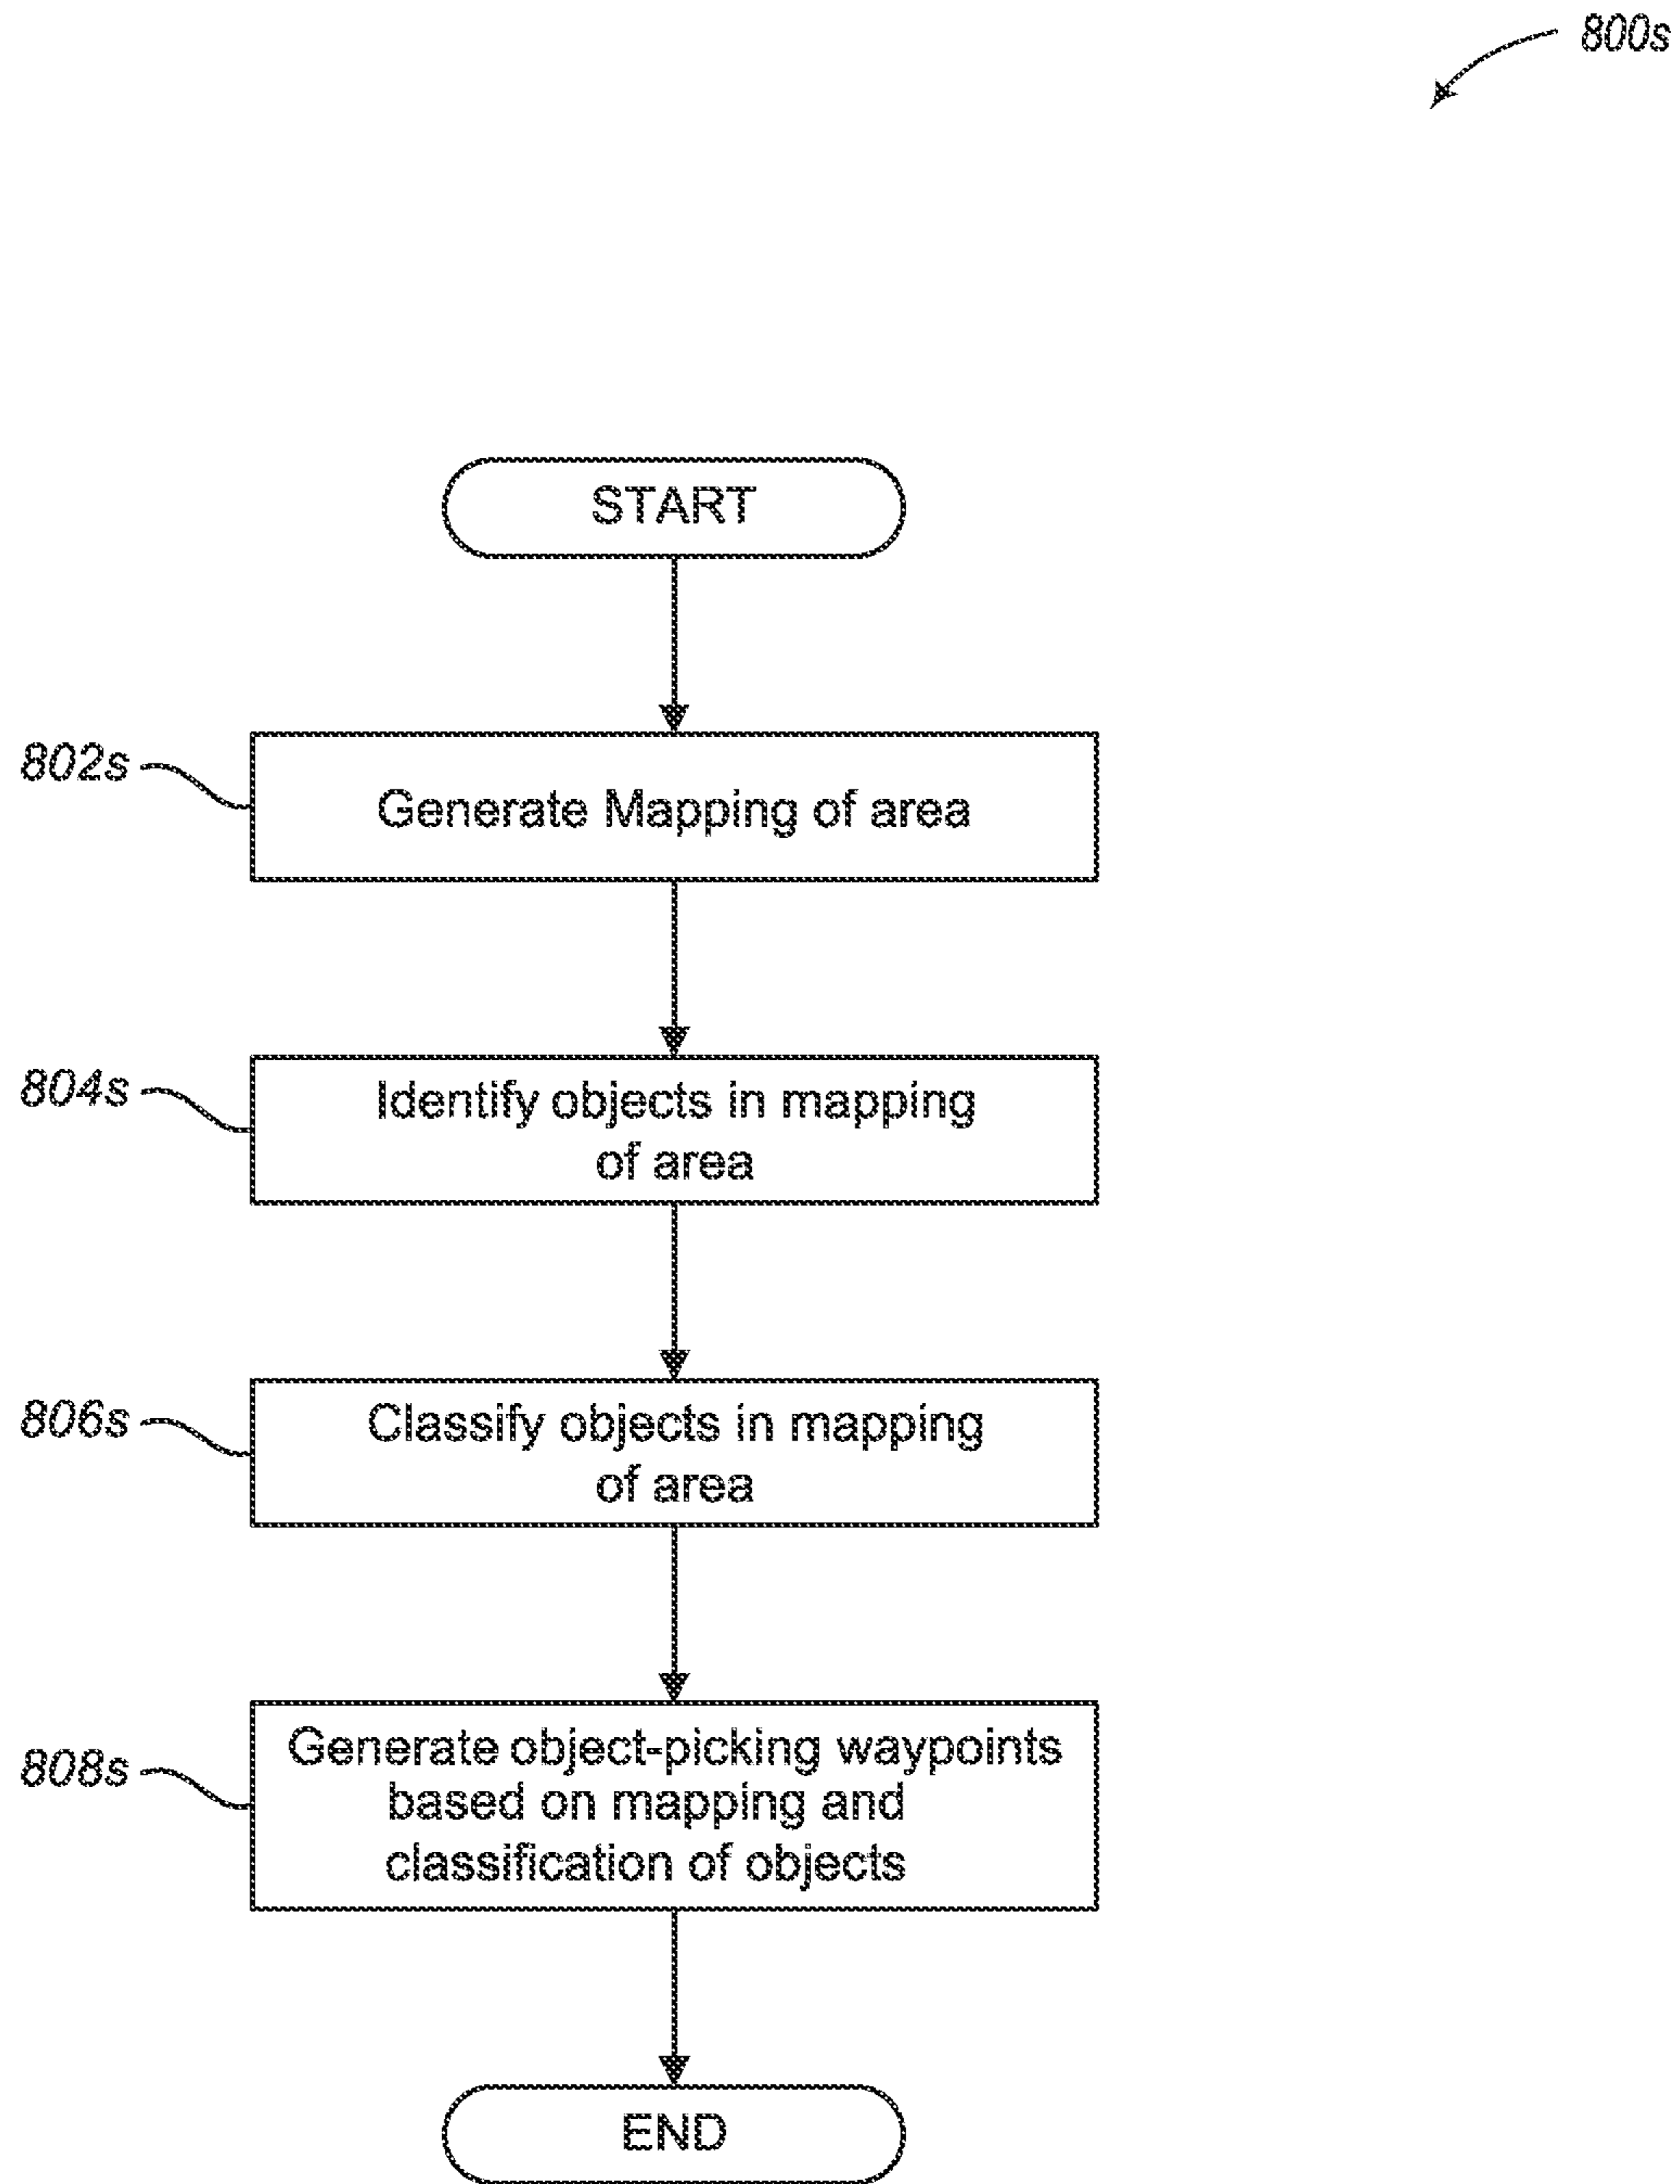 800s
START
802s
Generate Mapping of area
804s
Identify objects in mapping
of area
806s
Classify objects in mapping
of area
808s
Generate object-picking waypoints
based on mapping and
classification of objects
END